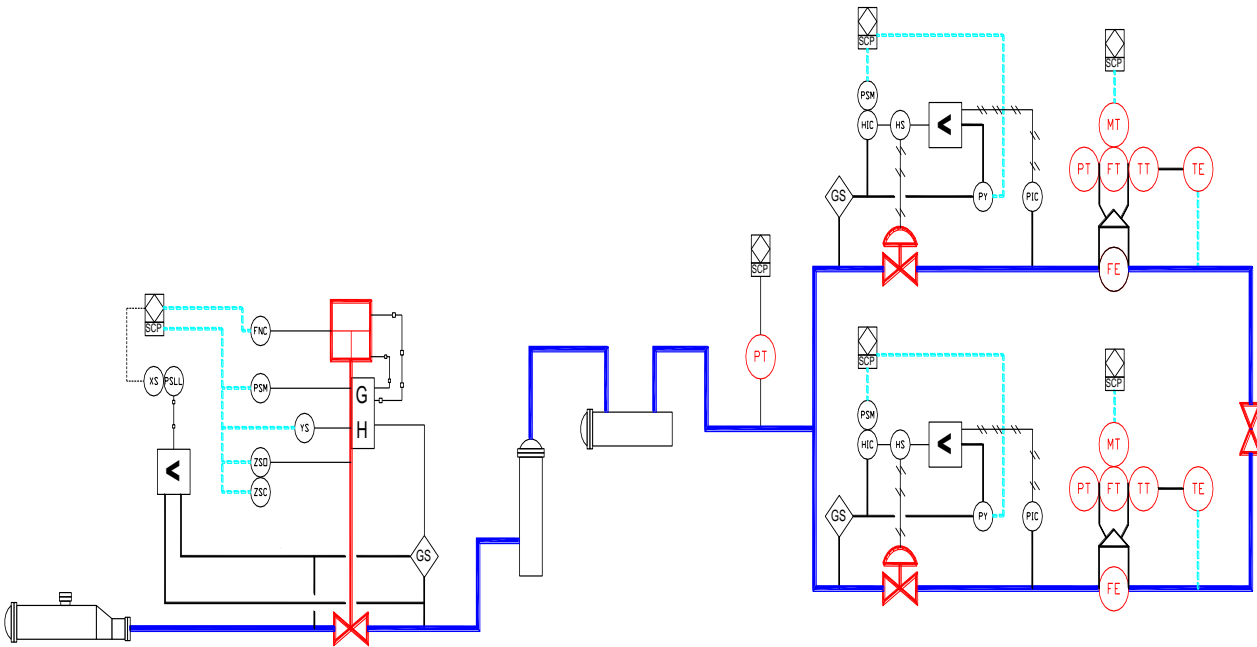 SCP
SCP
PSM
MT
HIC
HS
<
PT
FT
TT
TE
GS
PY
PIC
SCP
FE
SCP
FNC
SCP
SCP
PT
XS
PSLL
PSM
G
PSM
YS
H
HIC
HS
<
MT
ZSO
<
ZSC
PT
FT
TT
TE
GS
PY
PIC
GS
FE